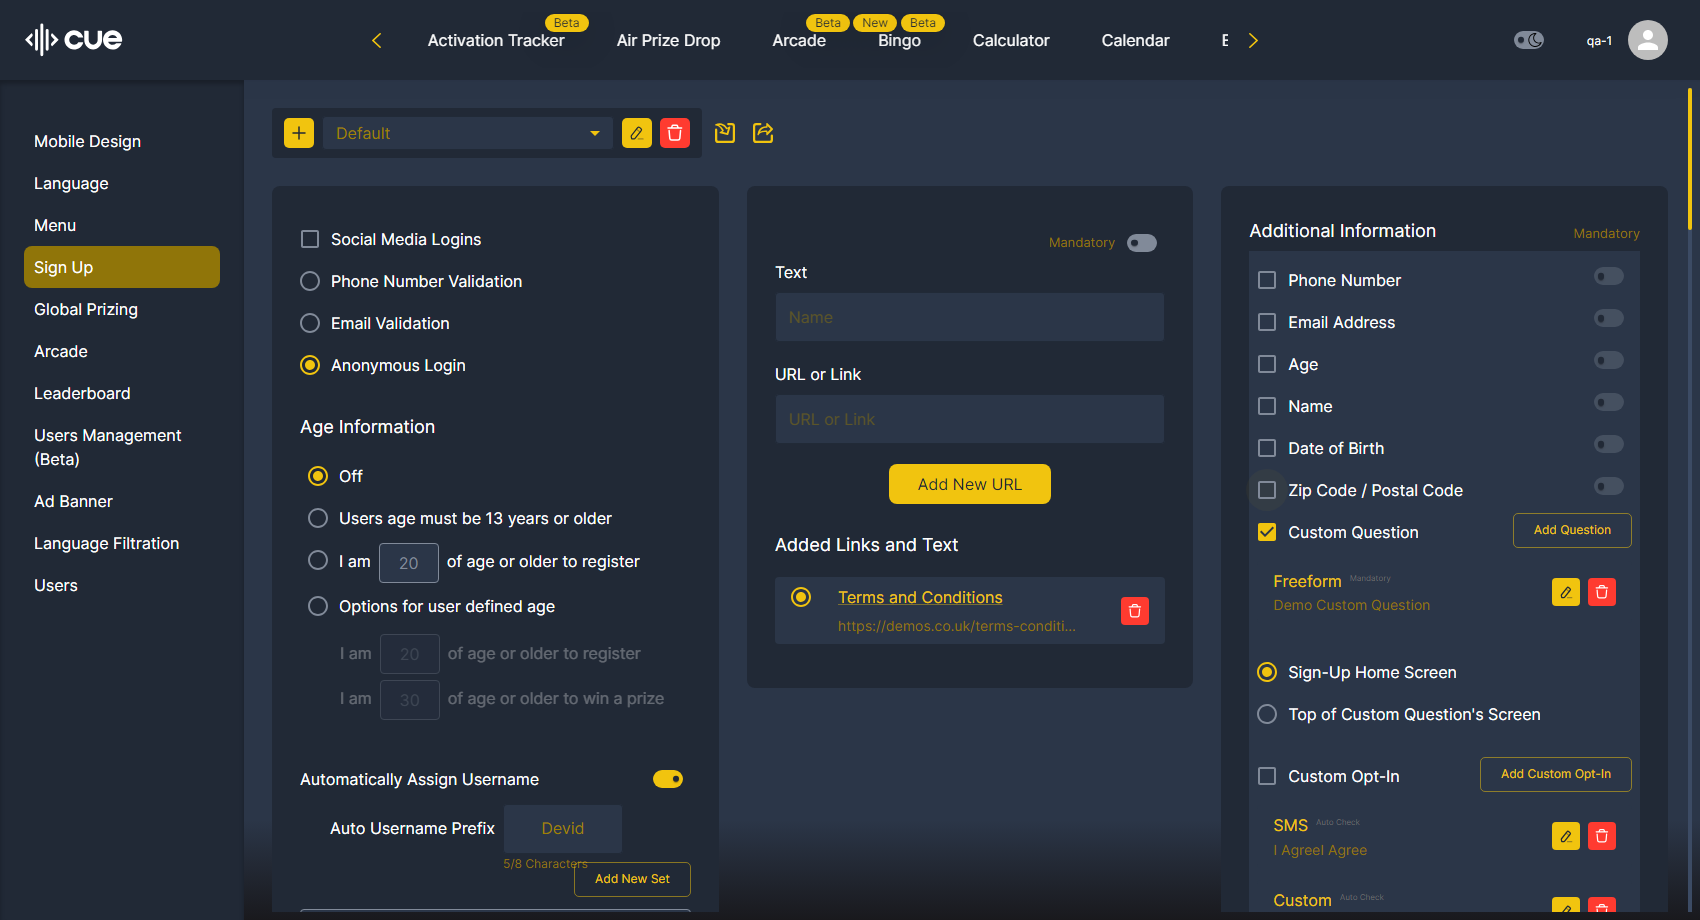 cue
Beta
Beta
New
Beta
Activation Tracker
Air Prize Drop
Arcade
Bingo
Calculator
Calendar
qa-1
Mobile Design
Language
Menu
Sign Up
Global Prizing
Arcade
Leaderboard
Users Management
(Beta)
Ad Banner
Language Filtration
Users
Default
Social Media Logins
Phone Number Validation
Email Validation
Anonymous Login
Age Information
Off
Users age must be 13 years or older
I am 20 of age or older to register
Options for user defined age
I am 20 of age or older to register
I am 30 of age or older to win a prize
Automatically Assign Username
Auto Username Prefix Devid
5/8 Characters
Add New Set
Mandatory
Text
Name
URL or Link
URL or Link
Add New URL
Added Links and Text
Terms and Conditions
https://demos.co.uk/terms-conditi...
Additional Information
Mandatory
Phone Number
Email Address
Age
Name
Date of Birth
Zip Code / Postal Code
Custom Question
Add Question
Freeform Mandatory
Demo Custom Question
Sign-Up Home Screen
Top of Custom Question's Screen
Custom Opt-In
Add Custom Opt-In
SMS Auto Check
I AgreeI Agree
Custom Auto Check